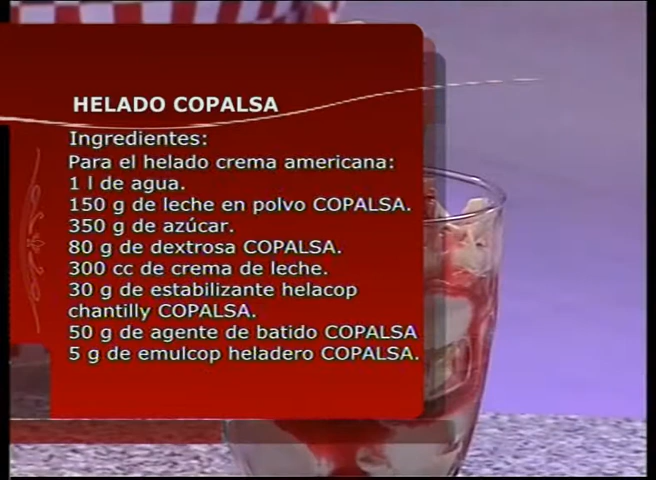 HELADO COPALSA
Ingredientes:
Para el helado crema americana:
1 l de agua.
150 g de leche en polvo COPALSA.
350 g de azúcar.
80 g de dextrosa COPALSA.
300 cc de crema de leche.
30 g de estabilizante helacop
chantilly COPALSA.
50 g de agente de batido COPALSA
5 g de emulcop heladero COPALSA.